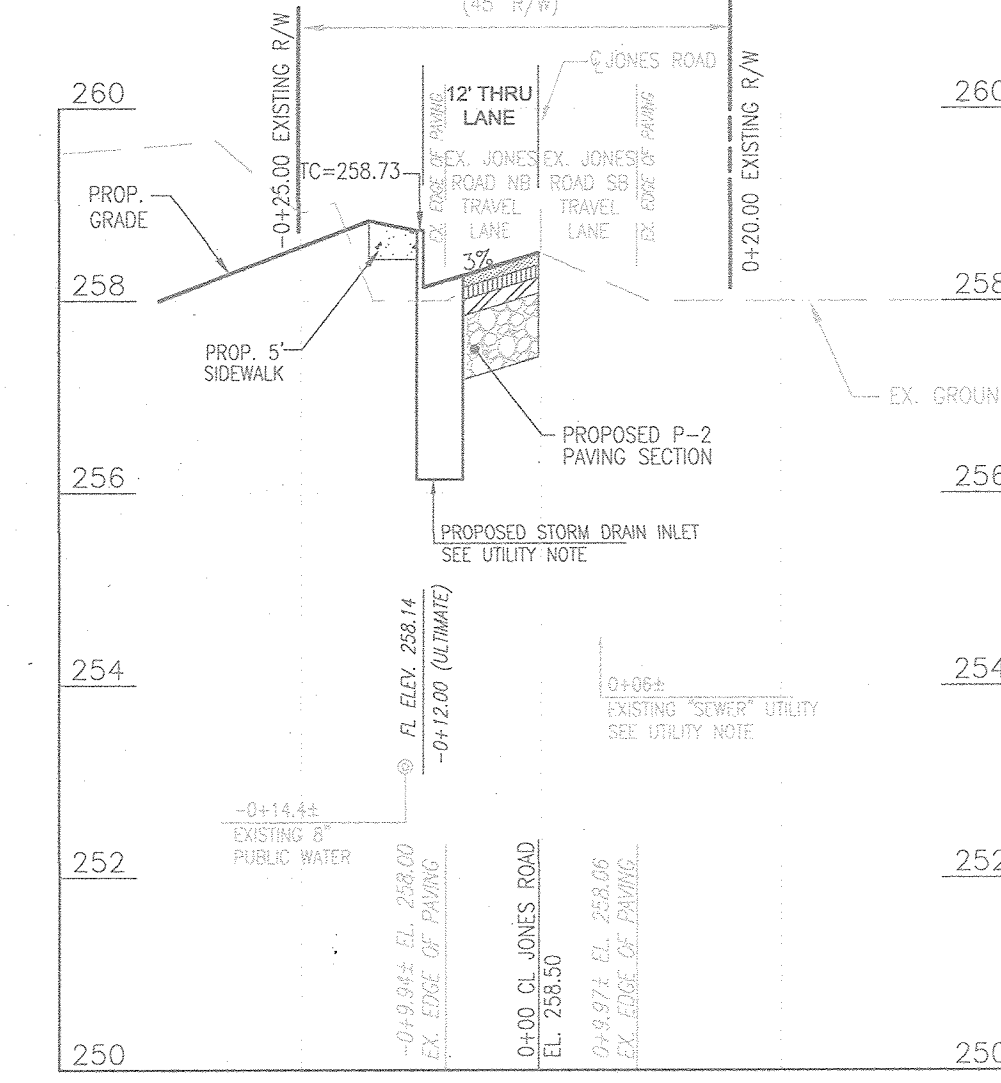 (45' R/W)
-0+25.00 EXISTING R/W
0+20.00 EXISTING R/W
℄ JONES ROAD
12' THRU
LANE
EX. EDGE OF PAVING
EX. JONES
ROAD NB
TRAVEL
LANE
EX. JONES
ROAD SB
TRAVEL
LANE
EX. EDGE OF PAVING
260
260
TC=258.73
PROP.
GRADE
3%
258
258
PROP. 5'
SIDEWALK
EX. GROUN
PROPOSED P-2
PAVING SECTION
256
256
PROPOSED STORM DRAIN INLET
SEE UTILITY NOTE
FL ELEV. 258.14
-0+12.00 (ULTIMATE)
254
254
0+06±
EXISTING "SEWER" UTILITY
SEE UTILITY NOTE
-0+14.4±
EXISTING 8"
PUBLIC WATER
252
252
-0+9.94± EL. 258.00
EX. EDGE OF PAVING
0+00 CL JONES ROAD
EL. 258.50
0+9.97± EL. 258.06
EX. EDGE OF PAVING
250
250